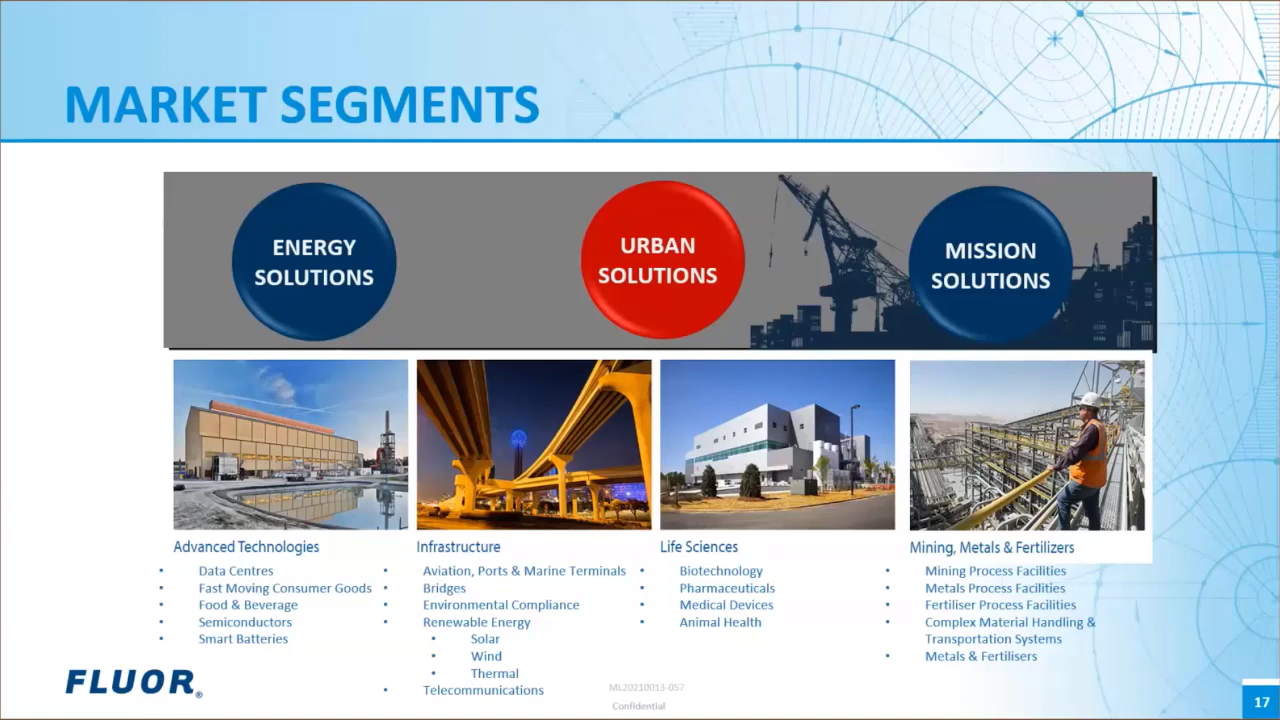 MARKET SEGMENTS
ENERGY
SOLUTIONS
URBAN
SOLUTIONS
MISSION
SOLUTIONS
Advanced Technologies
• Data Centres
• Fast Moving Consumer Goods
• Food & Beverage
• Semiconductors
• Smart Batteries
Infrastructure
• Aviation, Ports & Marine Terminals
• Bridges
• Environmental Compliance
• Renewable Energy
• Solar
• Wind
• Thermal
• Telecommunications
Life Sciences
• Biotechnology
• Pharmaceuticals
• Medical Devices
• Animal Health
Mining, Metals & Fertilizers
• Mining Process Facilities
• Metals Process Facilities
• Fertiliser Process Facilities
• Complex Material Handling &
Transportation Systems
• Metals & Fertilisers
FLUOR®
ML20210013-057
Confidential
17